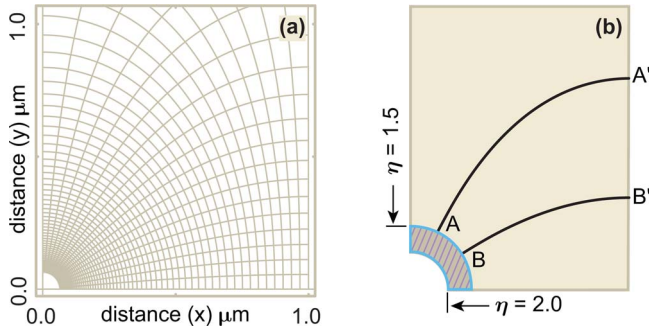 (a)
1.0
distance (y) μm
0.0
0.0
distance (x) μm
1.0
(b)
A'
η = 1.5
B'
A
B
η = 2.0